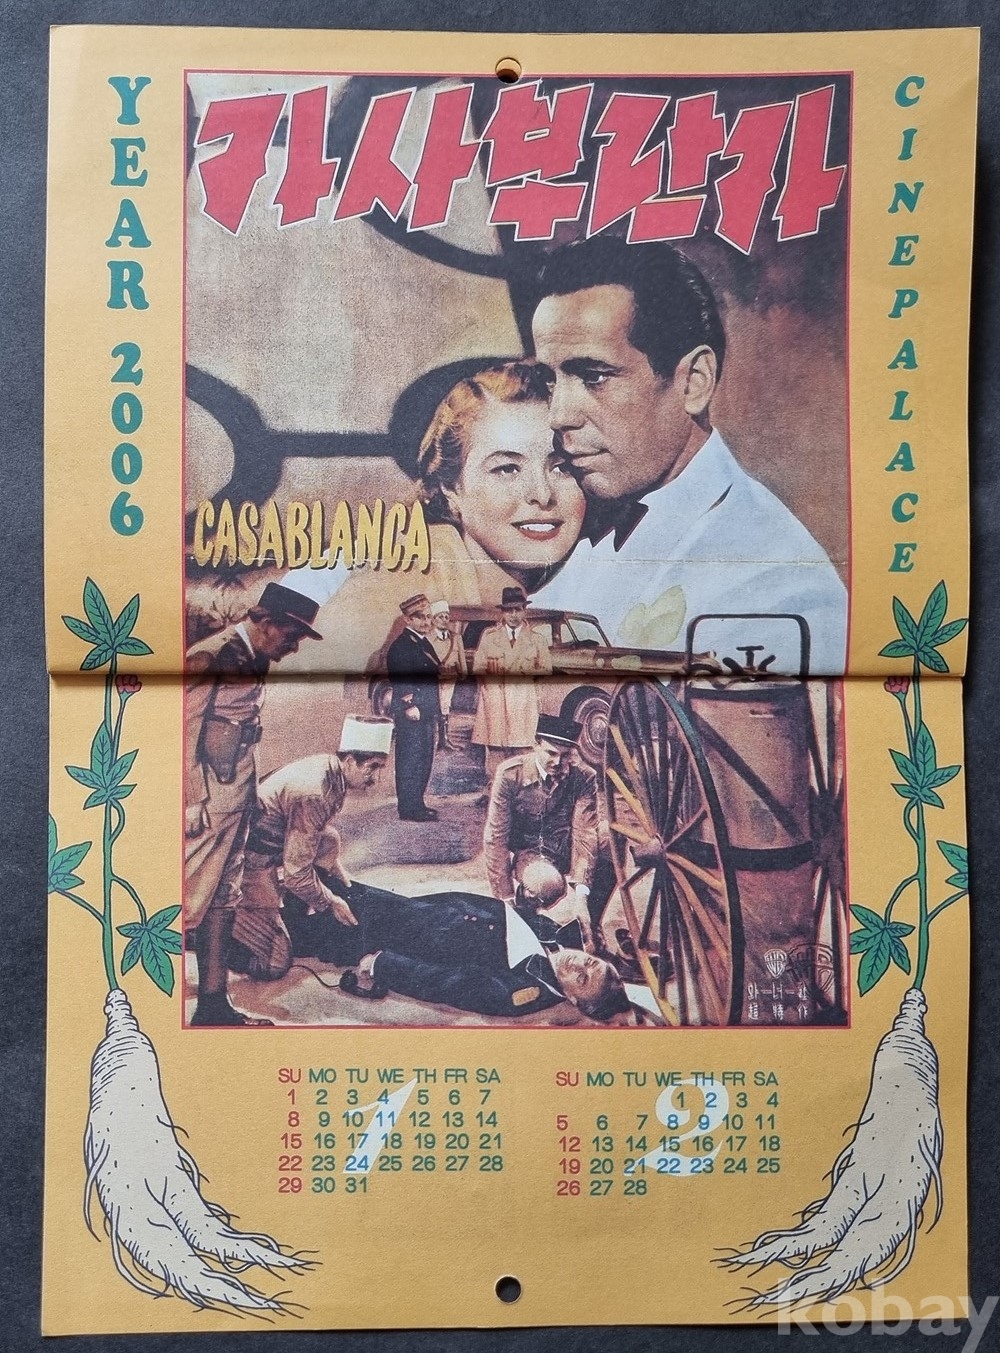 YEAR 2006
CINEPALACE
카사부란카
CASABLANCA
WB
SU MO TU WE TH FR SA
1 2 3 4 5 6 7
8 9 10 11 12 13 14
15 16 17 18 19 20 21
22 23 24 25 26 27 28
29 30 31
1
SU MO TU WE TH FR SA
1 2 3 4
5 6 7 8 9 10 11
12 13 14 15 16 17 18
19 20 21 22 23 24 25
26 27 28
2
kobay